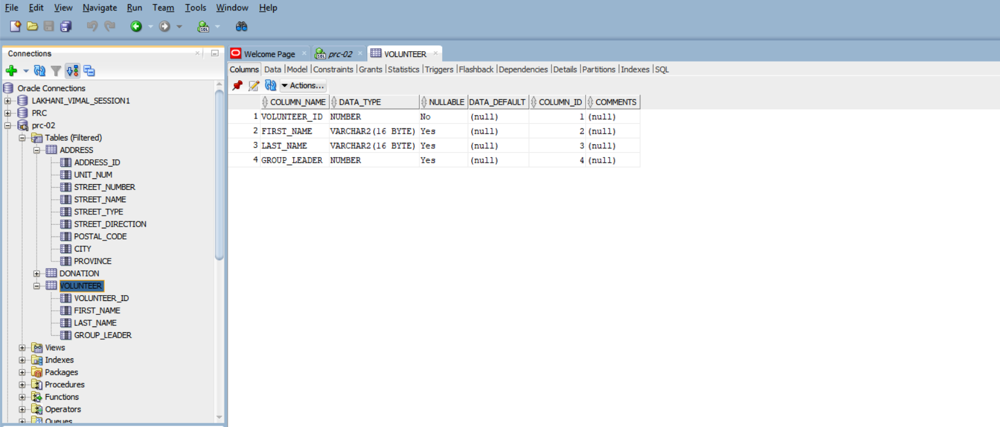 File Edit View Navigate Run Team Tools Window Help
SQL
Connections
Oracle Connections
LAKHANI_VIMAL_SESSION1
PRC
prc-02
Tables (Filtered)
ADDRESS
ADDRESS_ID
UNIT_NUM
STREET_NUMBER
STREET_NAME
STREET_TYPE
STREET_DIRECTION
POSTAL_CODE
CITY
PROVINCE
DONATION
VOLUNTEER
VOLUNTEER_ID
FIRST_NAME
LAST_NAME
GROUP_LEADER
Views
Indexes
Packages
Procedures
Functions
Operators
Queues
Welcome Page SQL prc-02 VOLUNTEER
Columns Data |Model |Constraints |Grants |Statistics |Triggers |Flashback |Dependencies |Details |Partitions |Indexes |SQL
Actions...
COLUMN_NAME DATA_TYPE NULLABLE DATA_DEFAULT COLUMN_ID COMMENTS
1 VOLUNTEER_ID NUMBER No (null) 1 (null)
2 FIRST_NAME VARCHAR2(16 BYTE) Yes (null) 2 (null)
3 LAST_NAME VARCHAR2(16 BYTE) Yes (null) 3 (null)
4 GROUP_LEADER NUMBER Yes (null) 4 (null)